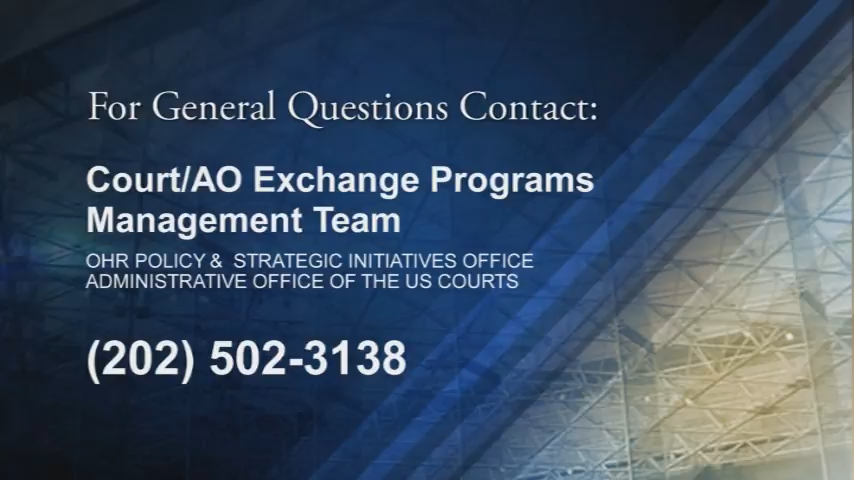 For General Questions Contact:
Court/AO Exchange Programs
Management Team
OHR POLICY &  STRATEGIC INITIATIVES OFFICE
ADMINISTRATIVE OFFICE OF THE US COURTS
(202) 502-3138